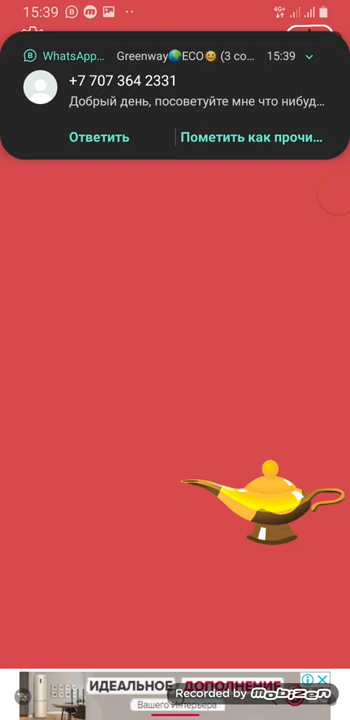 15:39
4G+
WhatsApp... Greenway🌍ECO😃 (3 со... 15:39
+7 707 364 2331
Добрый день, посоветуйте мне что нибуд...
Ответить Пометить как прочи...
ИДЕАЛЬНОЕ ДОПОЛНЕНИЕ
Вашего Интерьера
Recorded by MOBIZEN